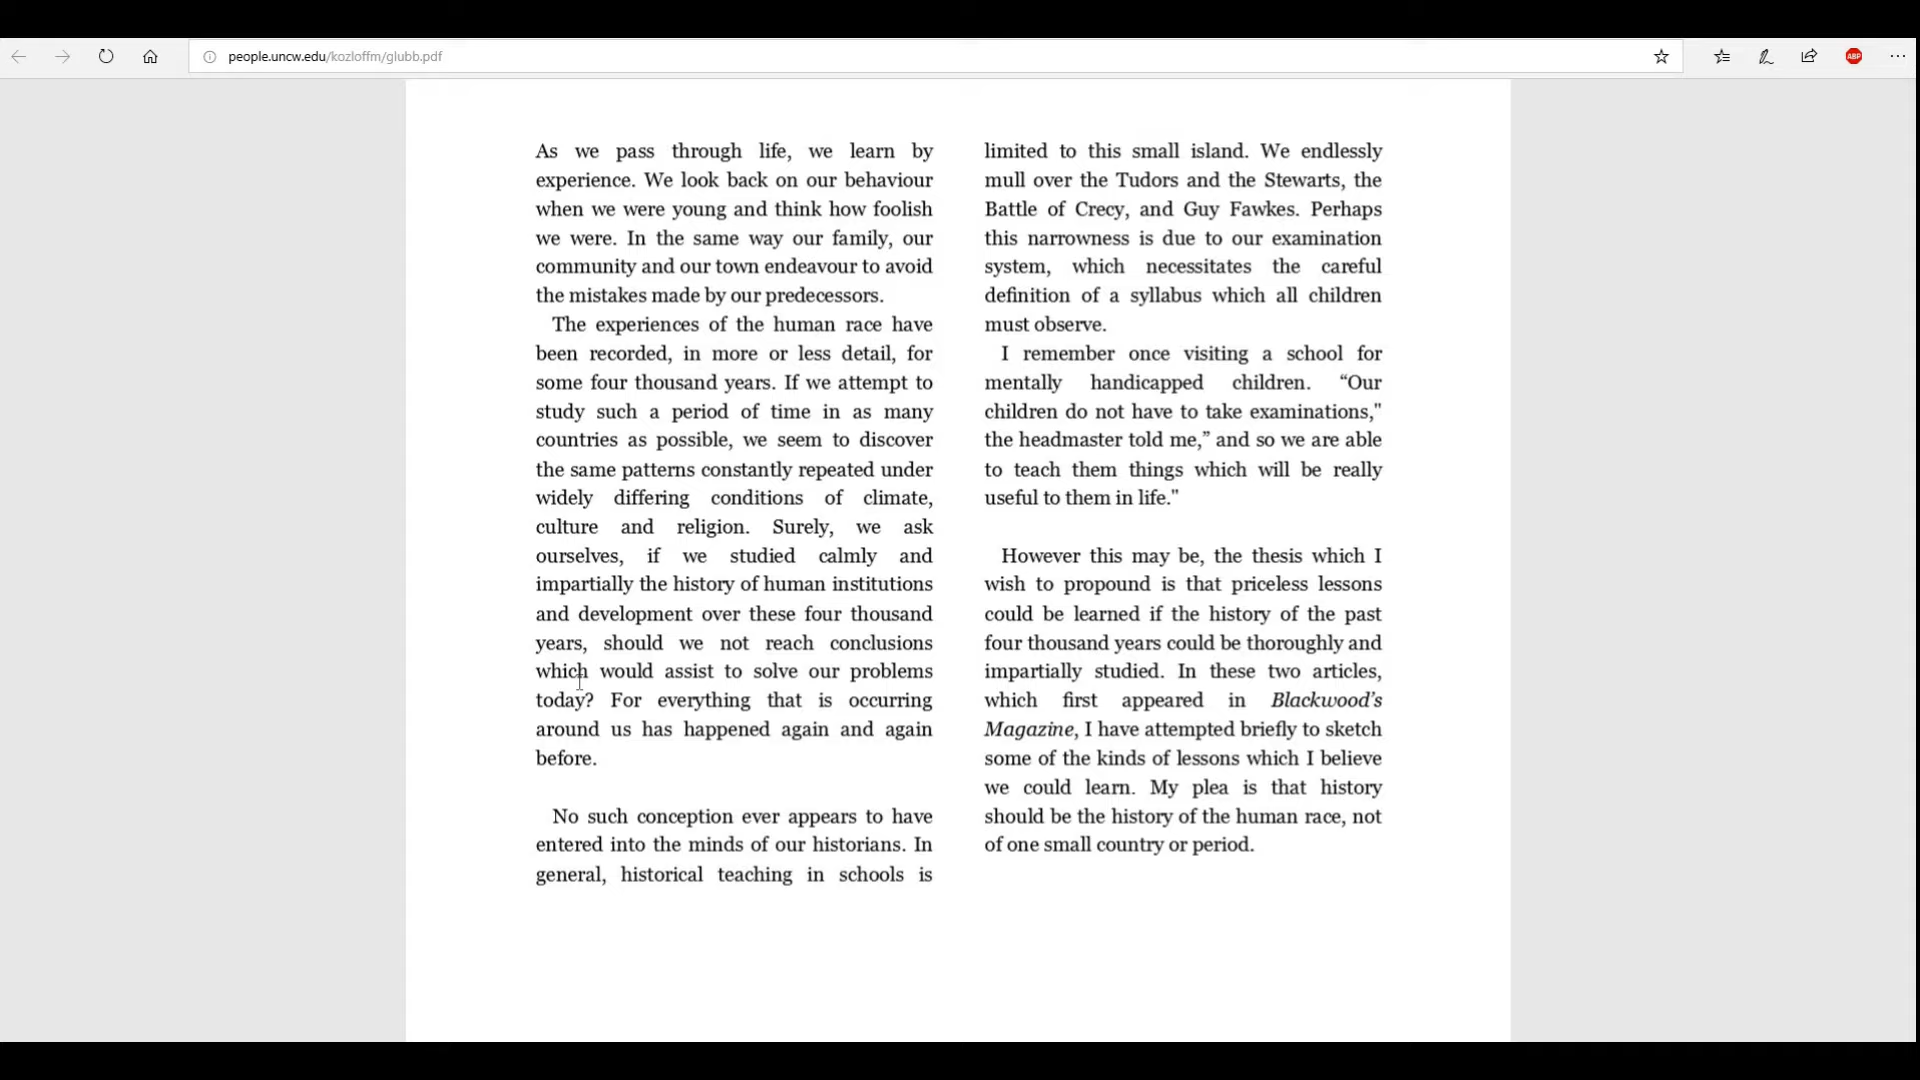 people.uncw.edu/kozloffm/glubb.pdf
ABP
As we pass through life, we learn by
experience. We look back on our behaviour
when we were young and think how foolish
we were. In the same way our family, our
community and our town endeavour to avoid
the mistakes made by our predecessors.
The experiences of the human race have
been recorded, in more or less detail, for
some four thousand years. If we attempt to
study such a period of time in as many
countries as possible, we seem to discover
the same patterns constantly repeated under
widely differing conditions of climate,
culture and religion. Surely, we ask
ourselves, if we studied calmly and
impartially the history of human institutions
and development over these four thousand
years, should we not reach conclusions
which would assist to solve our problems
today? For everything that is occurring
around us has happened again and again
before.
No such conception ever appears to have
entered into the minds of our historians. In
general, historical teaching in schools is
limited to this small island. We endlessly
mull over the Tudors and the Stewarts, the
Battle of Crecy, and Guy Fawkes. Perhaps
this narrowness is due to our examination
system, which necessitates the careful
definition of a syllabus which all children
must observe.
I remember once visiting a school for
mentally handicapped children. “Our
children do not have to take examinations,"
the headmaster told me,” and so we are able
to teach them things which will be really
useful to them in life."
However this may be, the thesis which I
wish to propound is that priceless lessons
could be learned if the history of the past
four thousand years could be thoroughly and
impartially studied. In these two articles,
which first appeared in Blackwood’s
Magazine, I have attempted briefly to sketch
some of the kinds of lessons which I believe
we could learn. My plea is that history
should be the history of the human race, not
of one small country or period.